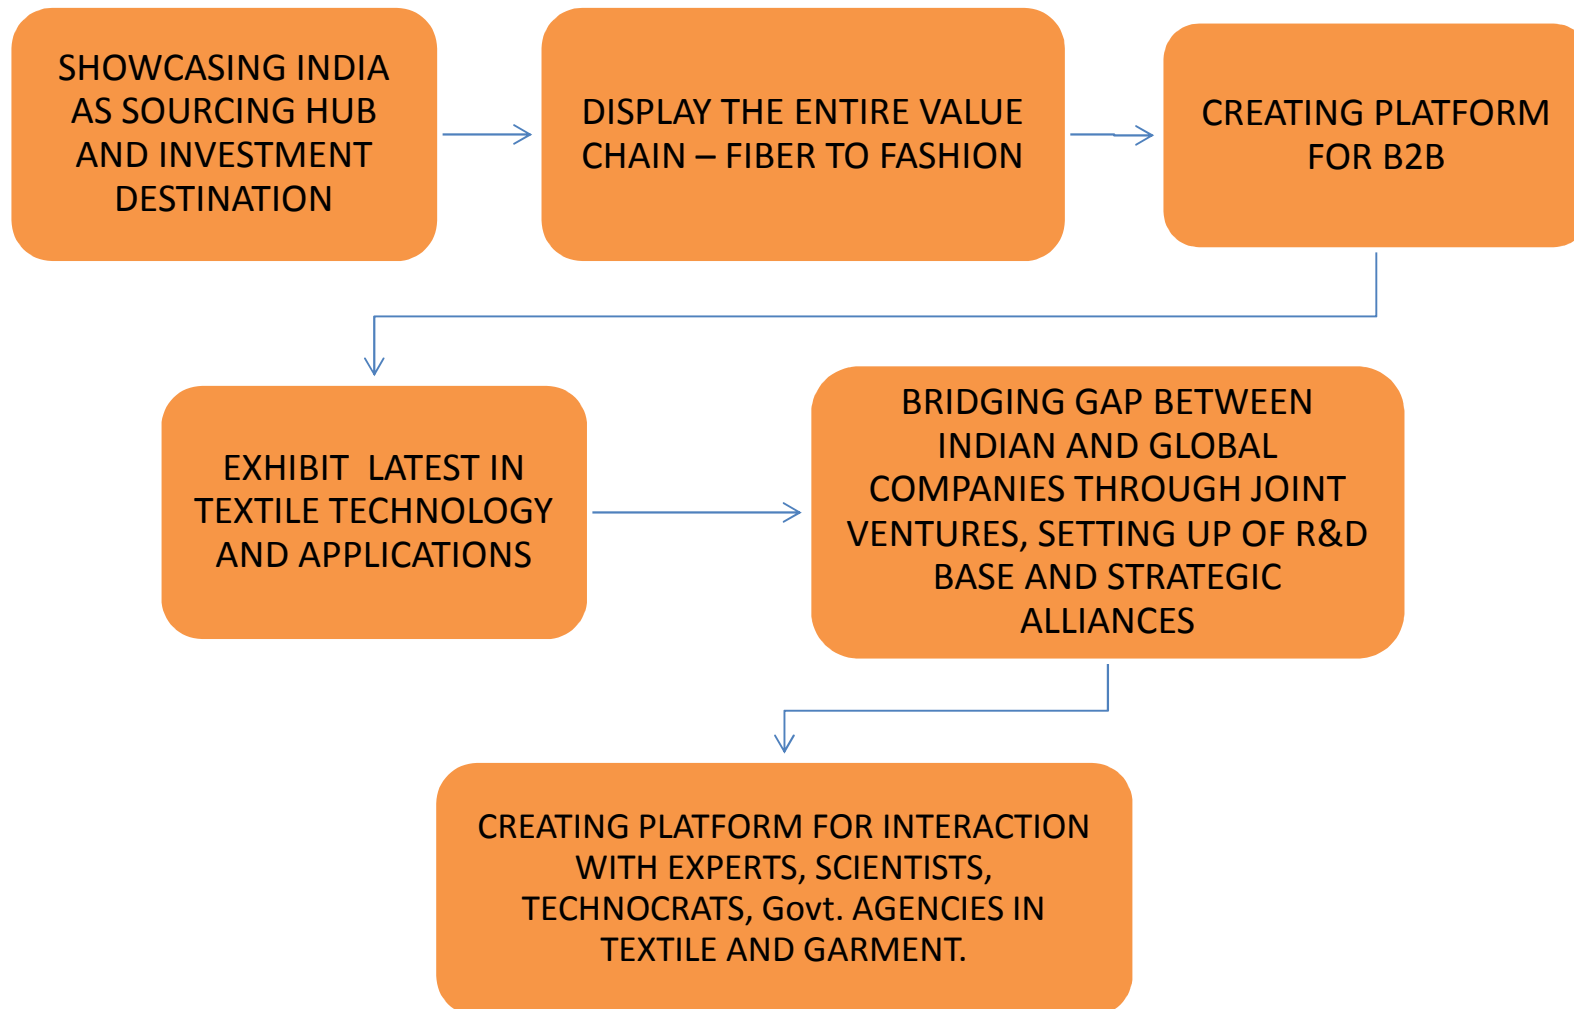 SHOWCASING INDIA
AS SOURCING HUB
AND INVESTMENT
DESTINATION
DISPLAY THE ENTIRE VALUE
CHAIN – FIBER TO FASHION
CREATING PLATFORM
FOR B2B
EXHIBIT  LATEST IN
TEXTILE TECHNOLOGY
AND APPLICATIONS
BRIDGING GAP BETWEEN
INDIAN AND GLOBAL
COMPANIES THROUGH JOINT
VENTURES, SETTING UP OF R&D
BASE AND STRATEGIC
ALLIANCES
CREATING PLATFORM FOR INTERACTION
WITH EXPERTS, SCIENTISTS,
TECHNOCRATS, Govt. AGENCIES IN
TEXTILE AND GARMENT.